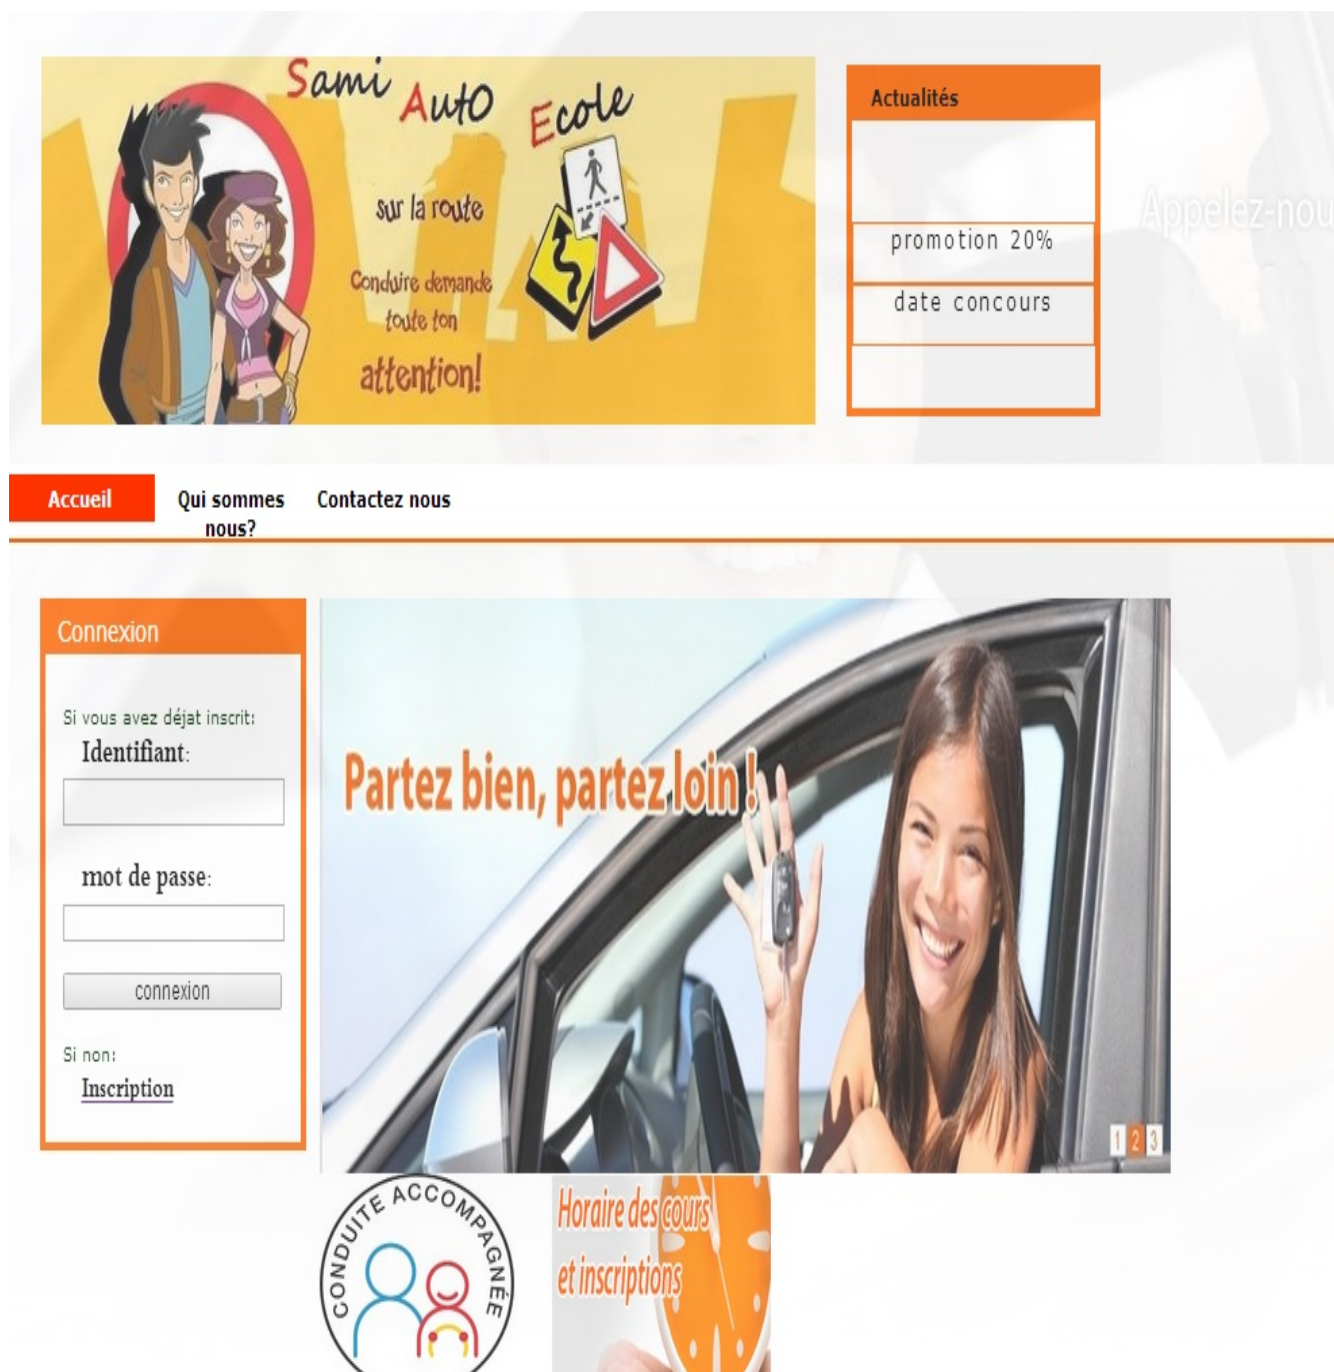 Sami Auto Ecole
sur la route
Conduire demande
toute ton
attention!
Actualités
promotion 20%
date concours
Appelez-nou
Accueil
Qui sommes
nous?
Contactez nous
Connexion
Si vous avez déjat inscrit:
Identifiant:
mot de passe:
connexion
Si non:
Inscription
Partez bien, partez loin !
1 2 3
CONDUITE ACCOMPAGNÉE
Horaire des cours
et inscriptions